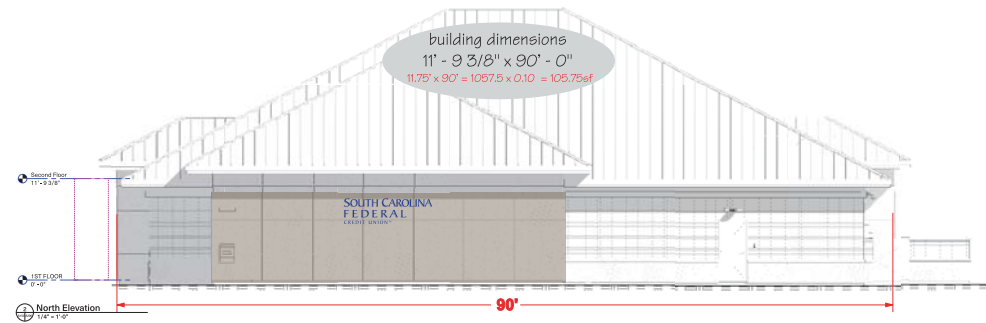 building dimensions
11' - 9 3/8" x 90' - 0"
11.75' x 90' = 1057.5 x 0.10 = 105.75sf
Second Floor
11' - 9 3/8"
SOUTH CAROLINA
FEDERAL
CREDIT UNION
1ST FLOOR
0' - 0"
90'
2
North Elevation
1/4" = 1'-0"